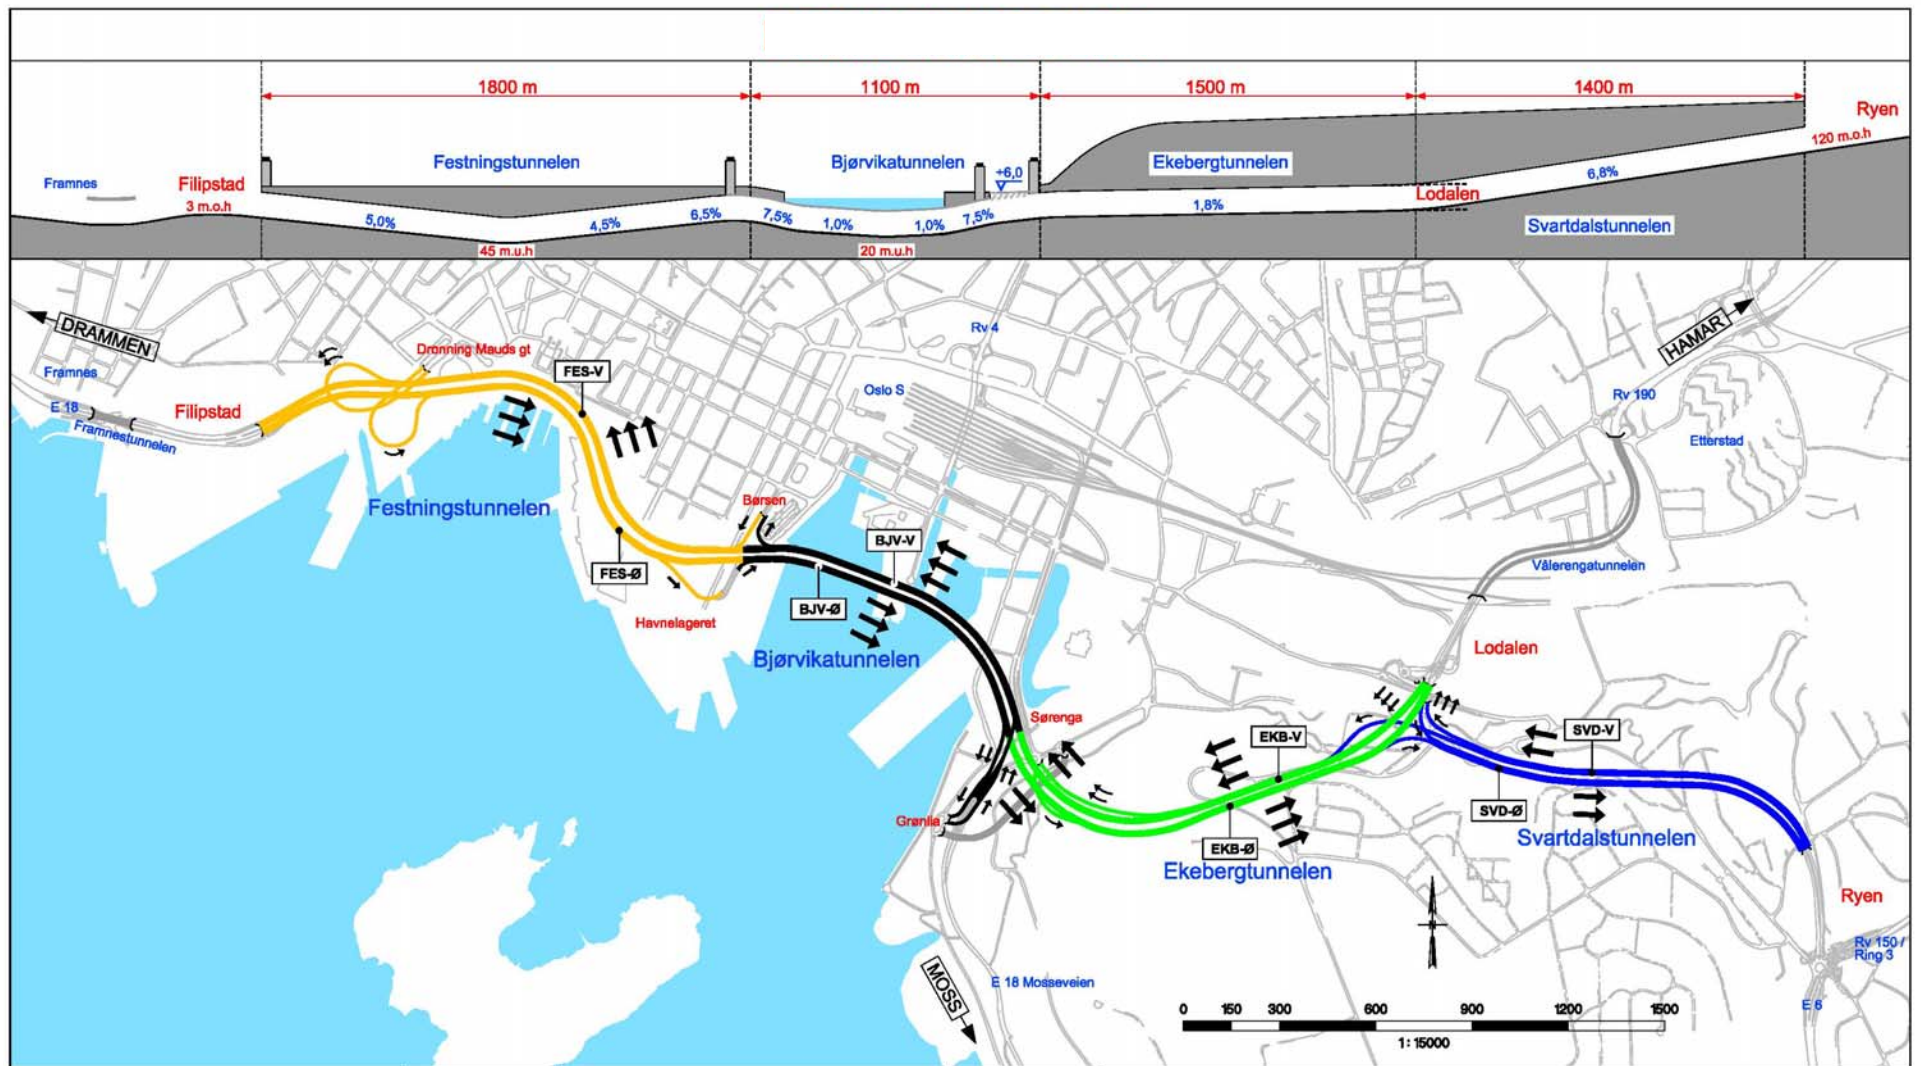 1800 m
1100 m
1500 m
1400 m
Ryen
120 m.o.h
Festningstunnelen
Bjørvikatunnelen
Ekebergtunnelen
+6,0
Framnes
Filipstad
3 m.o.h
6,8%
Lodalen
5,0%
4,5%
6,5%
7,5%
1,0%
1,0%
7,5%
1,8%
Svartdalstunnelen
45 m.u.h
20 m.u.h
DRAMMEN
HAMAR
Rv 4
Dronning Mauds gt
Framnes
FES-V
Oslo S
Rv 190
E 18
Filipstad
Framnestunnelen
Etterstad
Festningstunnelen
Børsen
BJV-V
FES-Ø
Vålerengatunnelen
BJV-Ø
Havnelageret
Bjørvikatunnelen
Lodalen
Sørenga
EKB-V
SVD-V
SVD-Ø
Grønlia
EKB-Ø
Svartdalstunnelen
Ekebergtunnelen
Ryen
N
Rv 150 /
Ring 3
MOSS
E 18 Mosseveien
E 6
0 150 300 600 900 1200 1500
1 : 15000